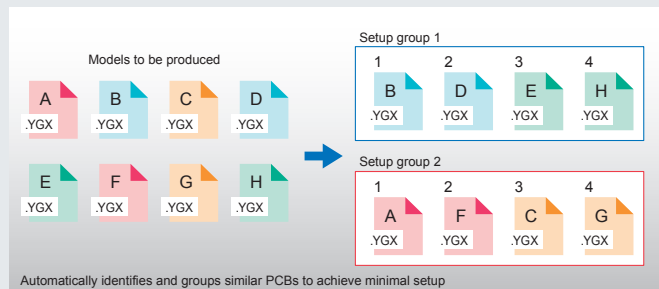 Models to be produced
A
.YGX
B
.YGX
C
.YGX
D
.YGX
E
.YGX
F
.YGX
G
.YGX
H
.YGX
Setup group 1
1 2 3 4
B
.YGX
D
.YGX
E
.YGX
H
.YGX
Setup group 2
1 2 3 4
A
.YGX
F
.YGX
C
.YGX
G
.YGX
Automatically identifies and groups similar PCBs to achieve minimal setup